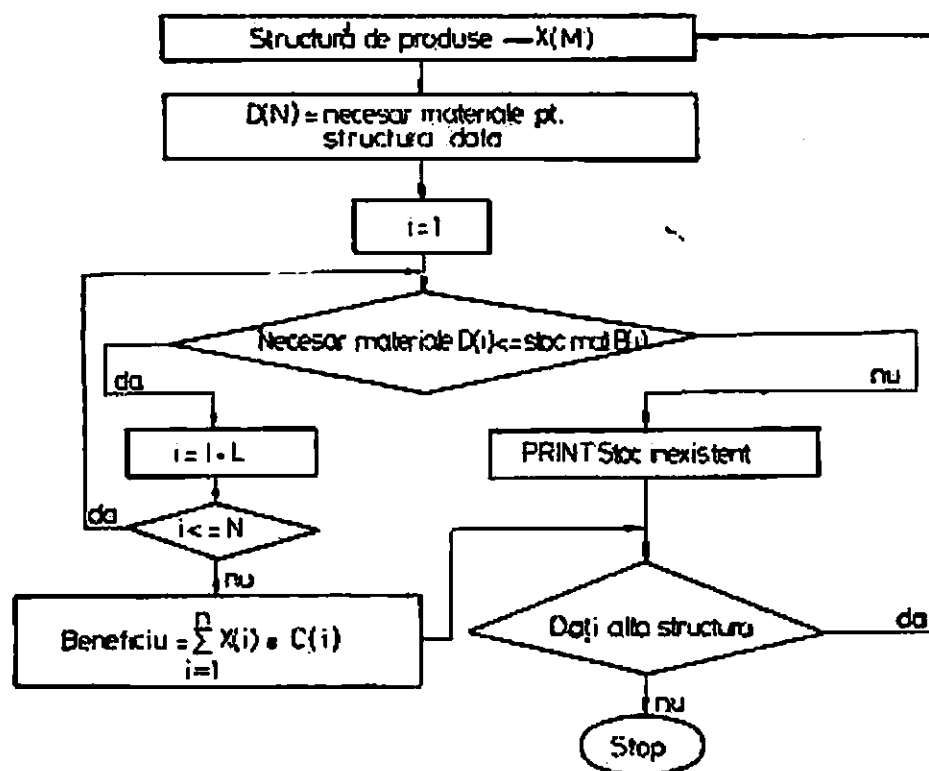 Structură de produse — X(M)
D(N) = necesar materiale pt.
structura data
i = 1
Necesar materiale D(i) <= stoc mat B(i)
da
nu
i = I + L
PRINT Stoc inexistent
da
i <= N
nu
Beneficiu = n∑i=1 X(i) * C(i)
Dați alta structura
da
nu
Stop